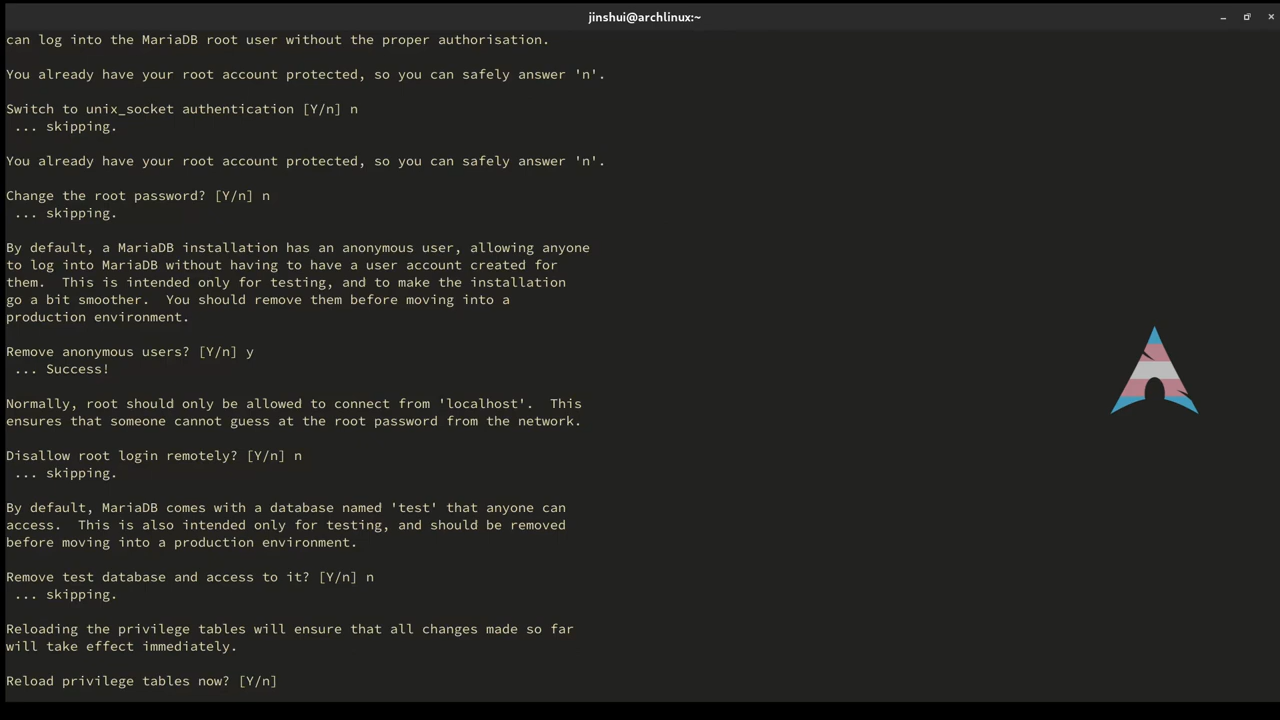 jinshui@archlinux:~
can log into the MariaDB root user without the proper authorisation.
You already have your root account protected, so you can safely answer 'n'.
Switch to unix_socket authentication [Y/n] n
... skipping.
You already have your root account protected, so you can safely answer 'n'.
Change the root password? [Y/n] n
... skipping.
By default, a MariaDB installation has an anonymous user, allowing anyone
to log into MariaDB without having to have a user account created for
them.  This is intended only for testing, and to make the installation
go a bit smoother.  You should remove them before moving into a
production environment.
Remove anonymous users? [Y/n] y
... Success!
Normally, root should only be allowed to connect from 'localhost'.  This
ensures that someone cannot guess at the root password from the network.
Disallow root login remotely? [Y/n] n
... skipping.
By default, MariaDB comes with a database named 'test' that anyone can
access.  This is also intended only for testing, and should be removed
before moving into a production environment.
Remove test database and access to it? [Y/n] n
... skipping.
Reloading the privilege tables will ensure that all changes made so far
will take effect immediately.
Reload privilege tables now? [Y/n]